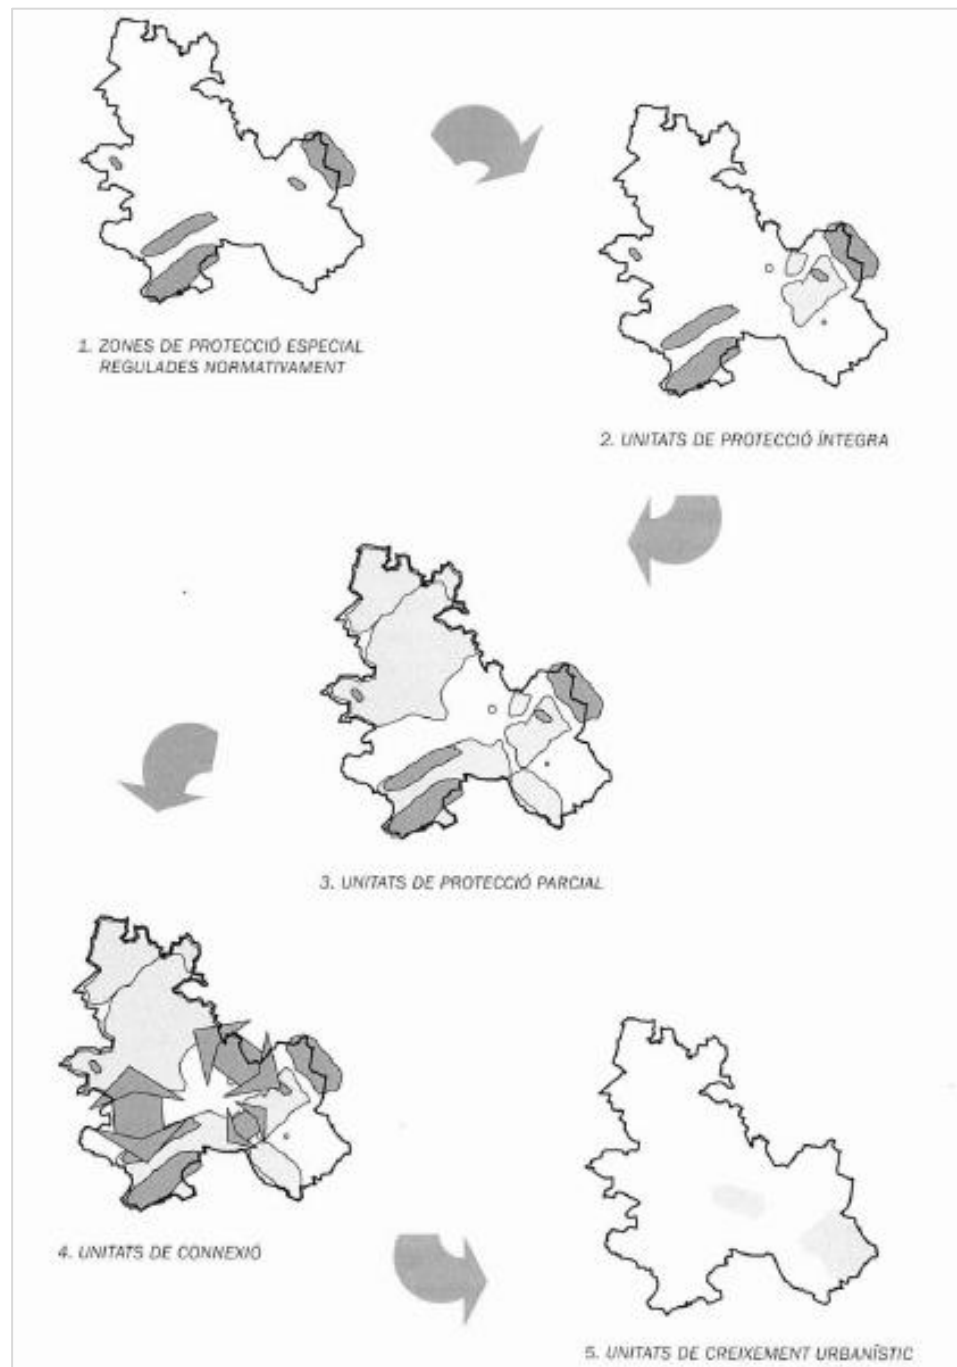 1. ZONES DE PROTECCIÓ ESPECIAL
REGULADES NORMATIVAMENT
2. UNITATS DE PROTECCIÓ ÍNTEGRA
3. UNITATS DE PROTECCIÓ PARCIAL
4. UNITATS DE CONNEXIÓ
5. UNITATS DE CREIXEMENT URBANÍSTIC